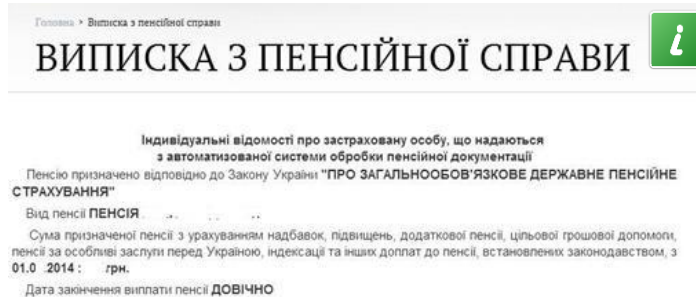 Головна › Виписка з пенсійної справи
ВИПИСКА З ПЕНСІЙНОЇ СПРАВИ
i
Індивідуальні відомості про застраховану особу, що надаються
з автоматизованої системи обробки пенсійної документації
Пенсію призначено відповідно до Закону України "ПРО ЗАГАЛЬНООБОВ'ЯЗКОВЕ ДЕРЖАВНЕ ПЕНСІЙНЕ
СТРАХУВАННЯ"
Вид пенсії ПЕНСІЯ
Сума призначеної пенсії з урахуванням надбавок, підвищень, додаткової пенсії, цільової грошової допомоги,
пенсії за особливі заслуги перед Україною, індексації та інших доплат до пенсії, встановлених законодавством, з
01.0 .2014 : грн.
Дата закінчення виплати пенсії ДОВІЧНО